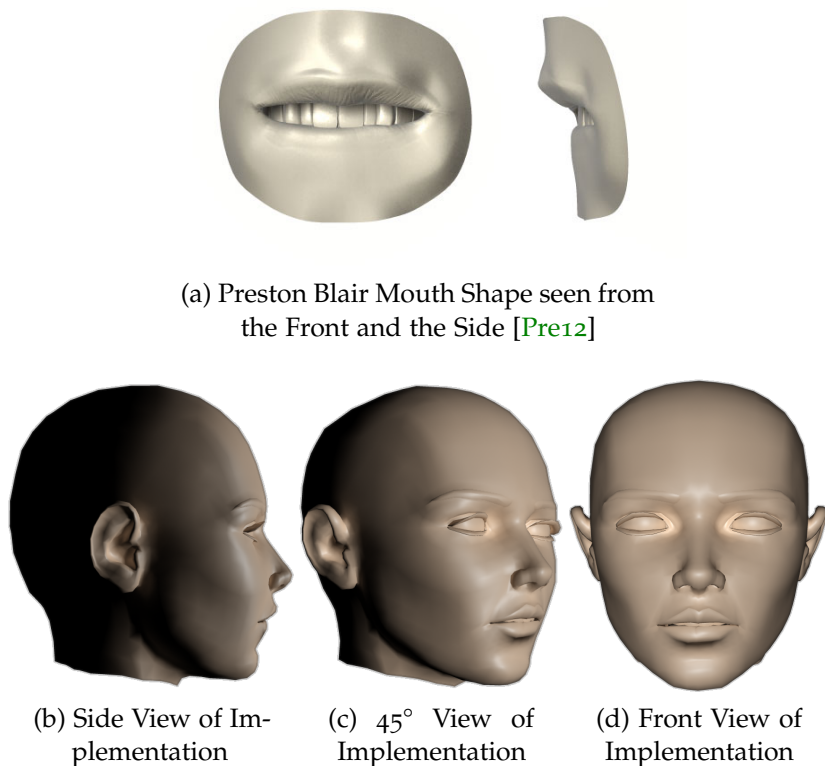 (a) Preston Blair Mouth Shape seen from
the Front and the Side [Pre12]
(b) Side View of Im-
plementation
(c) 45° View of
Implementation
(d) Front View of
Implementation